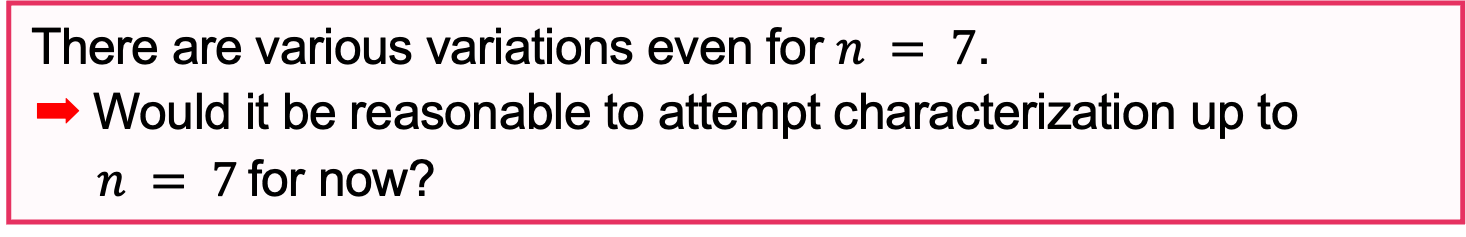 There are various variations even for n = 7.
➡ Would it be reasonable to attempt characterization up to
n = 7 for now?